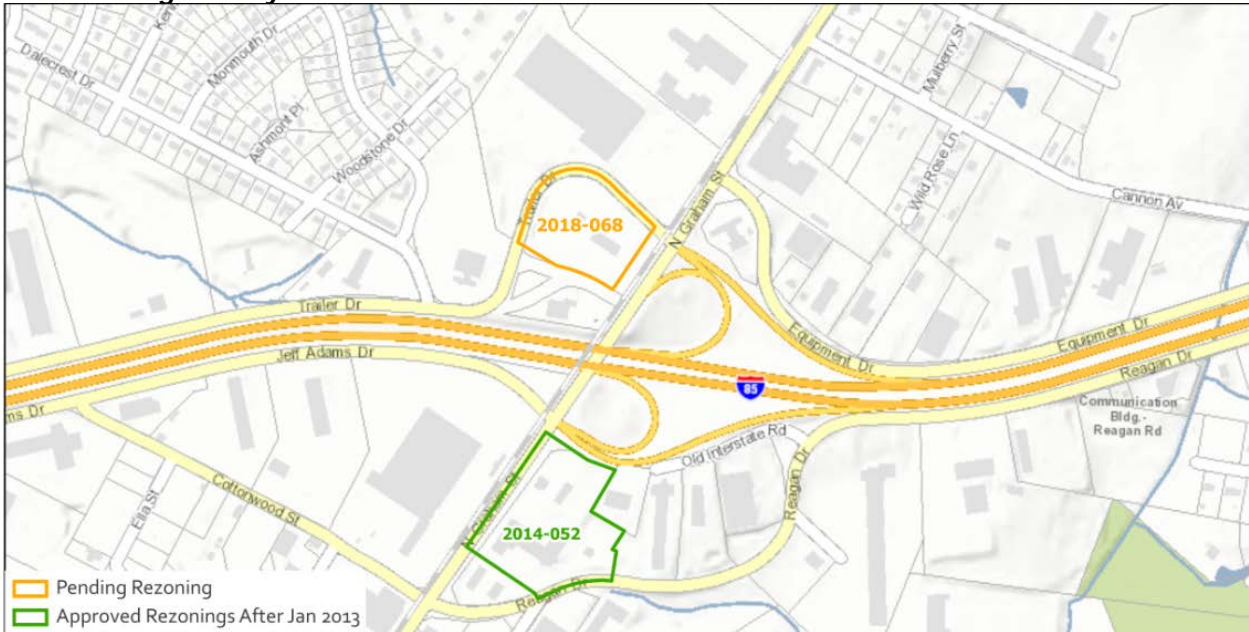 Dalecrest Dr
Monmouth Dr
Ashmont Pl
Woodstone Dr
Mulberry St
Wild Rose Ln
Cannon Av
Trailer Dr
2018-068
N Graham St
Trailer Dr
Jeff Adams Dr
Equipment Dr
Equipment Dr
Reagan Dr
85
Communication
Bldg.-
Reagan Rd
Old Interstate Rd
Reagan Dr
Cottonwood St
Ella St
N Graham St
2014-052
Reagan Dr
Pending Rezoning
Approved Rezonings After Jan 2013